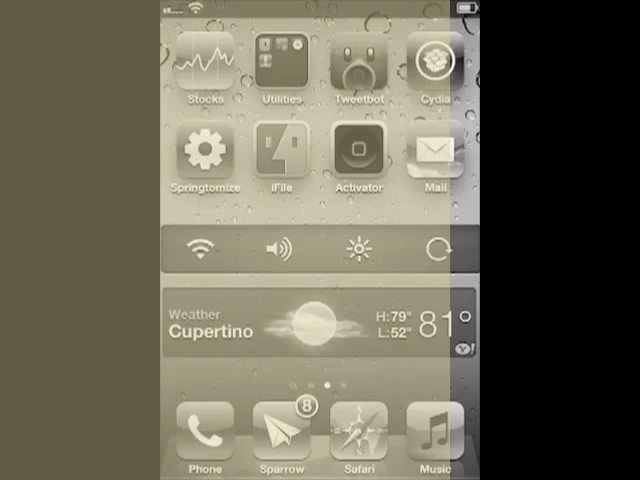 Stocks Utilities Tweetbot Cydia
Springtomize iFile Activator Mail
Weather
Cupertino
H:79°
L:52°
81°
Y!
8
Phone Sparrow Safari Music